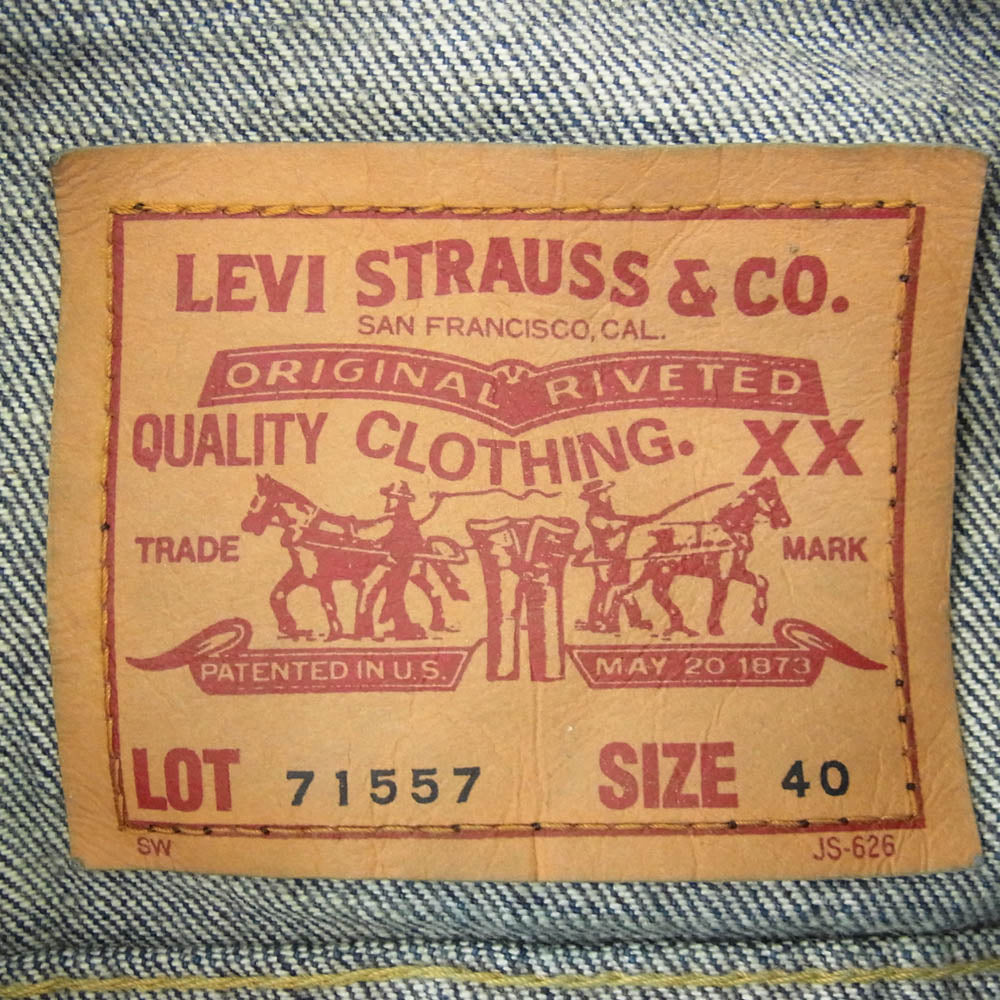 LEVI STRAUSS & CO.
SAN FRANCISCO, CAL.
ORIGINAL RIVETED
QUALITY CLOTHING. XX
TRADE MARK
PATENTED IN U.S. MAY 20 1873
LOT 71557 SIZE 40
SW JS-626